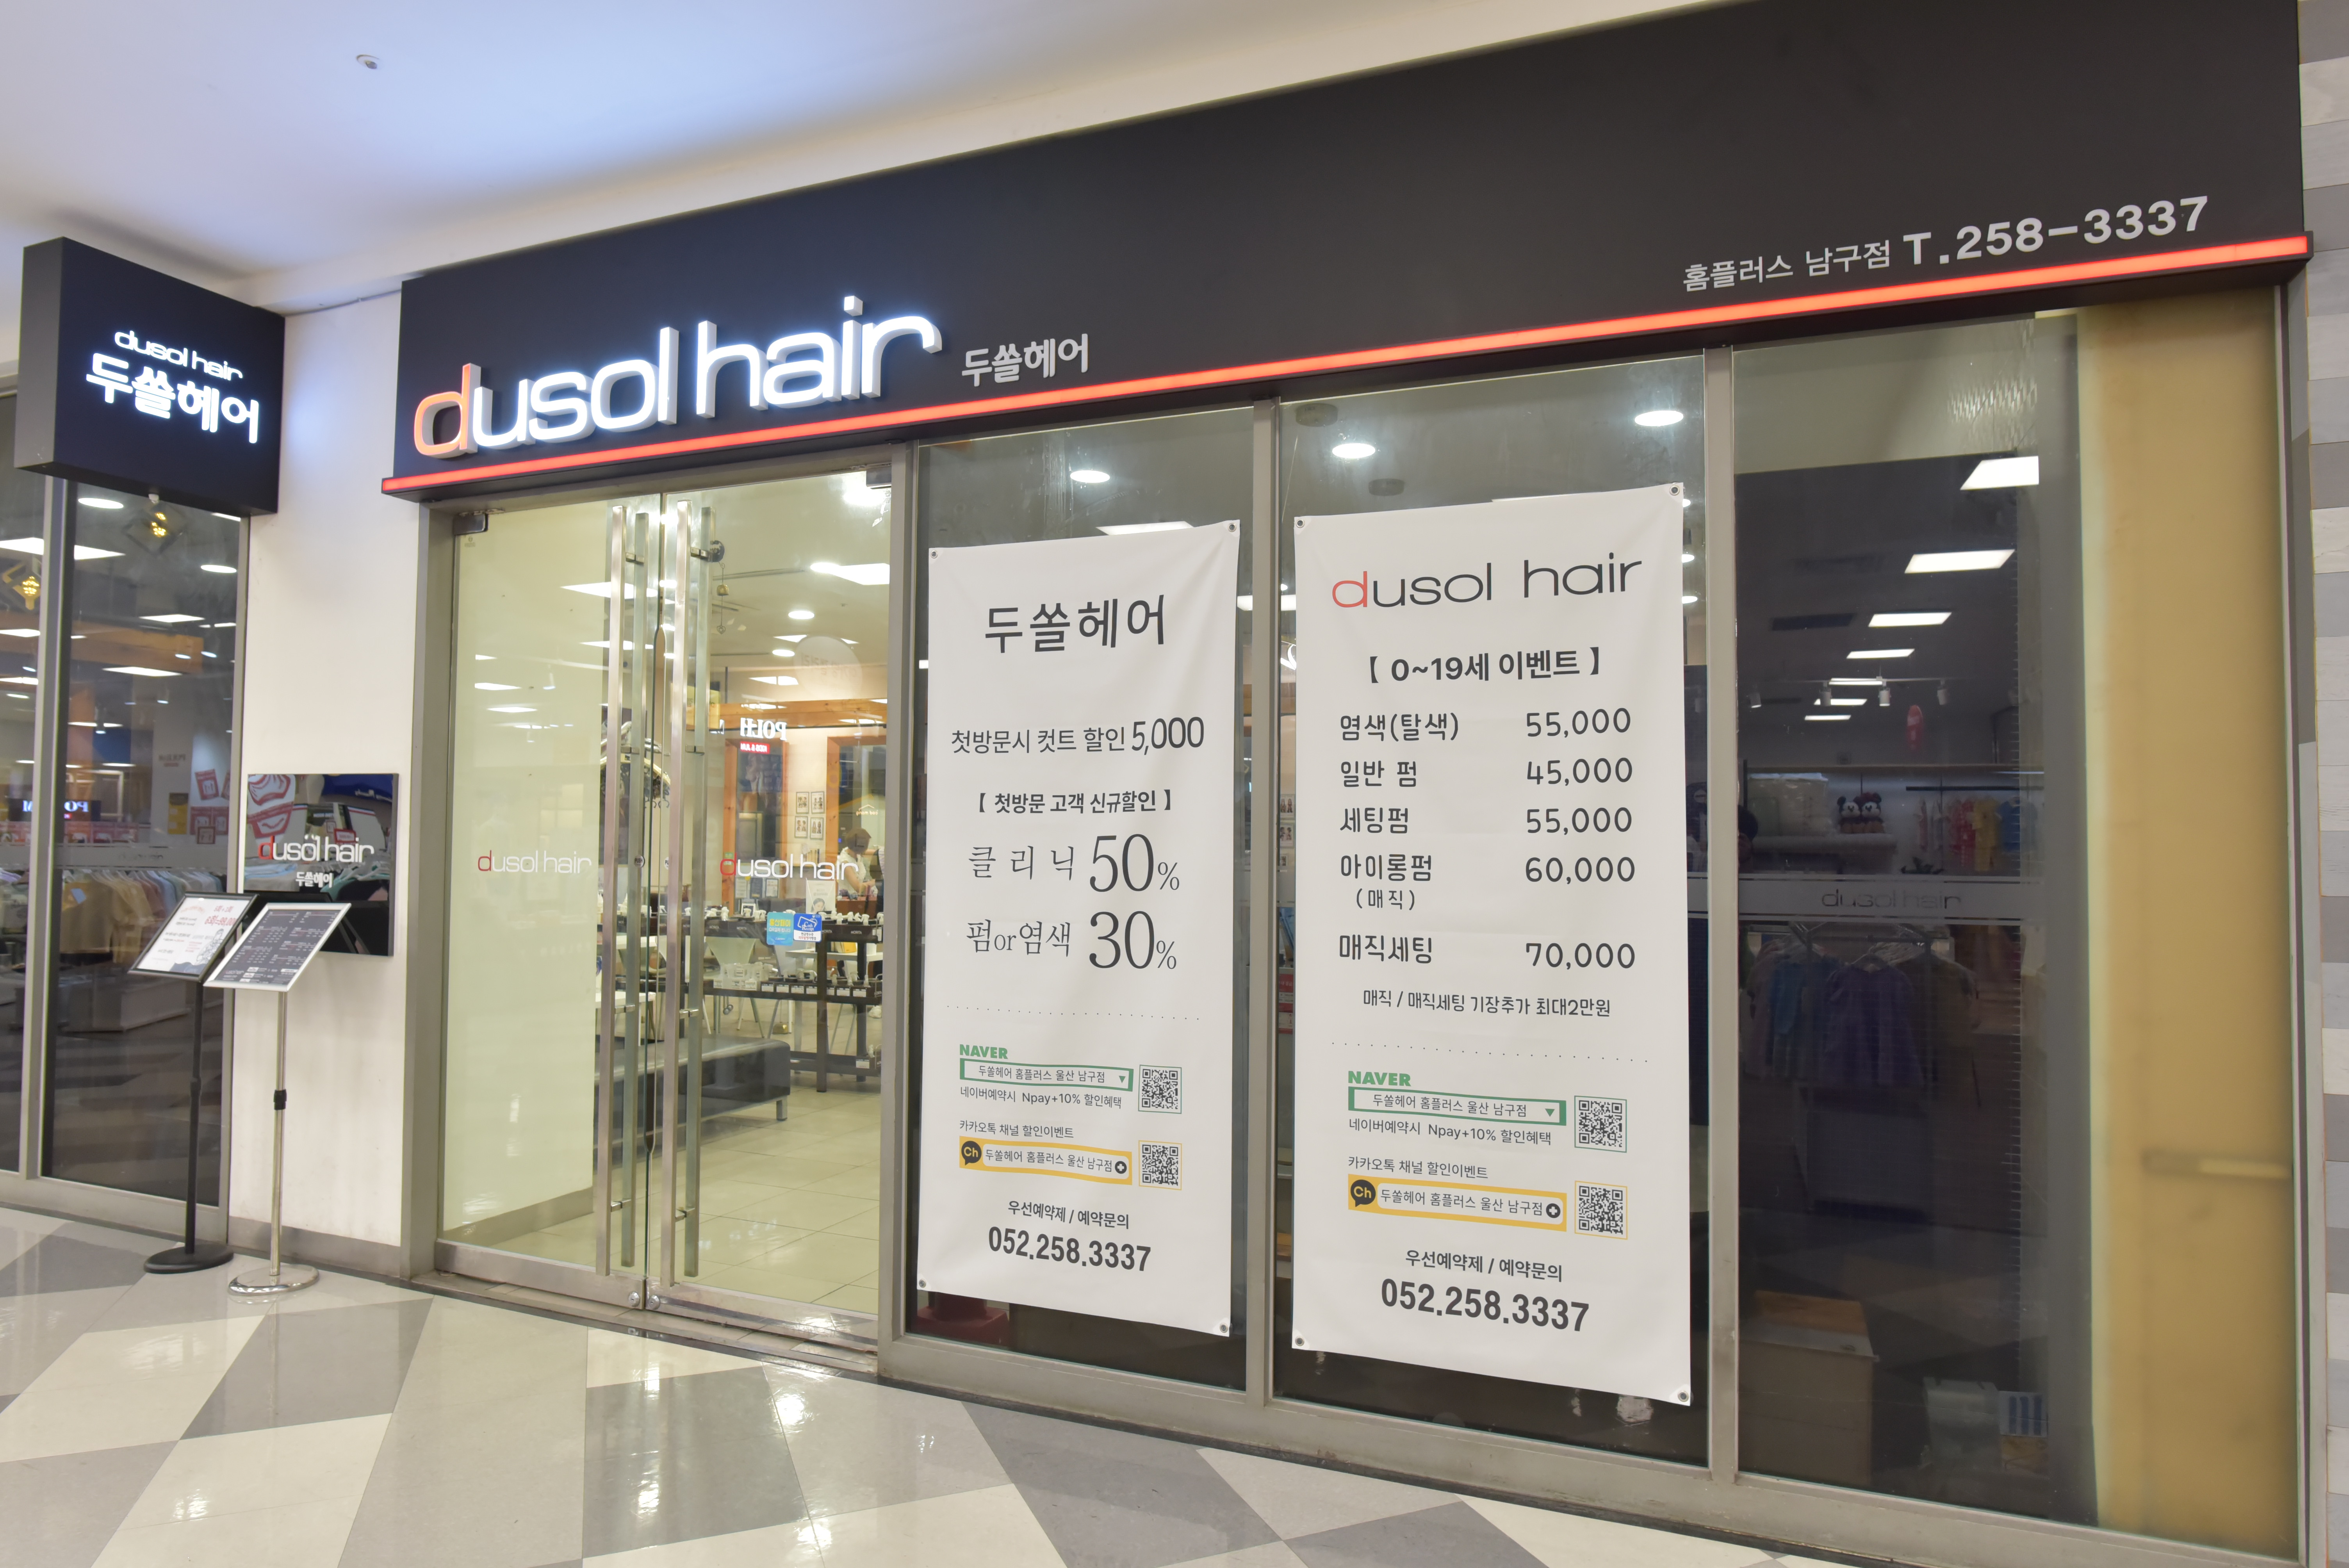 dusol hair
두쏠헤어
dusol hair
두쏠헤어
홈플러스 남구점 T.258-3337
dusol hair
두쏠헤어
dusol hair
dusol hair
두쏠헤어
첫방문시 컷트 할인 5,000
【 첫방문 고객 신규할인 】
클리닉 50%
펌or염색 30%
NAVER
두쏠헤어 홈플러스 울산 남구점
네이버예약시 Npay+10% 할인혜택
카카오톡 채널 할인이벤트
Ch 두쏠헤어 홈플러스 울산 남구점
우선예약제 / 예약문의
052.258.3337
dusol hair
【 0~19세 이벤트 】
염색(탈색) 55,000
일반 펌 45,000
세팅펌 55,000
아이롱펌 60,000
(매직)
매직세팅 70,000
매직 / 매직세팅 기장추가 최대2만원
NAVER
두쏠헤어 홈플러스 울산 남구점
네이버예약시 Npay+10% 할인혜택
카카오톡 채널 할인이벤트
Ch 두쏠헤어 홈플러스 울산 남구점
우선예약제 / 예약문의
052.258.3337
dusol hair